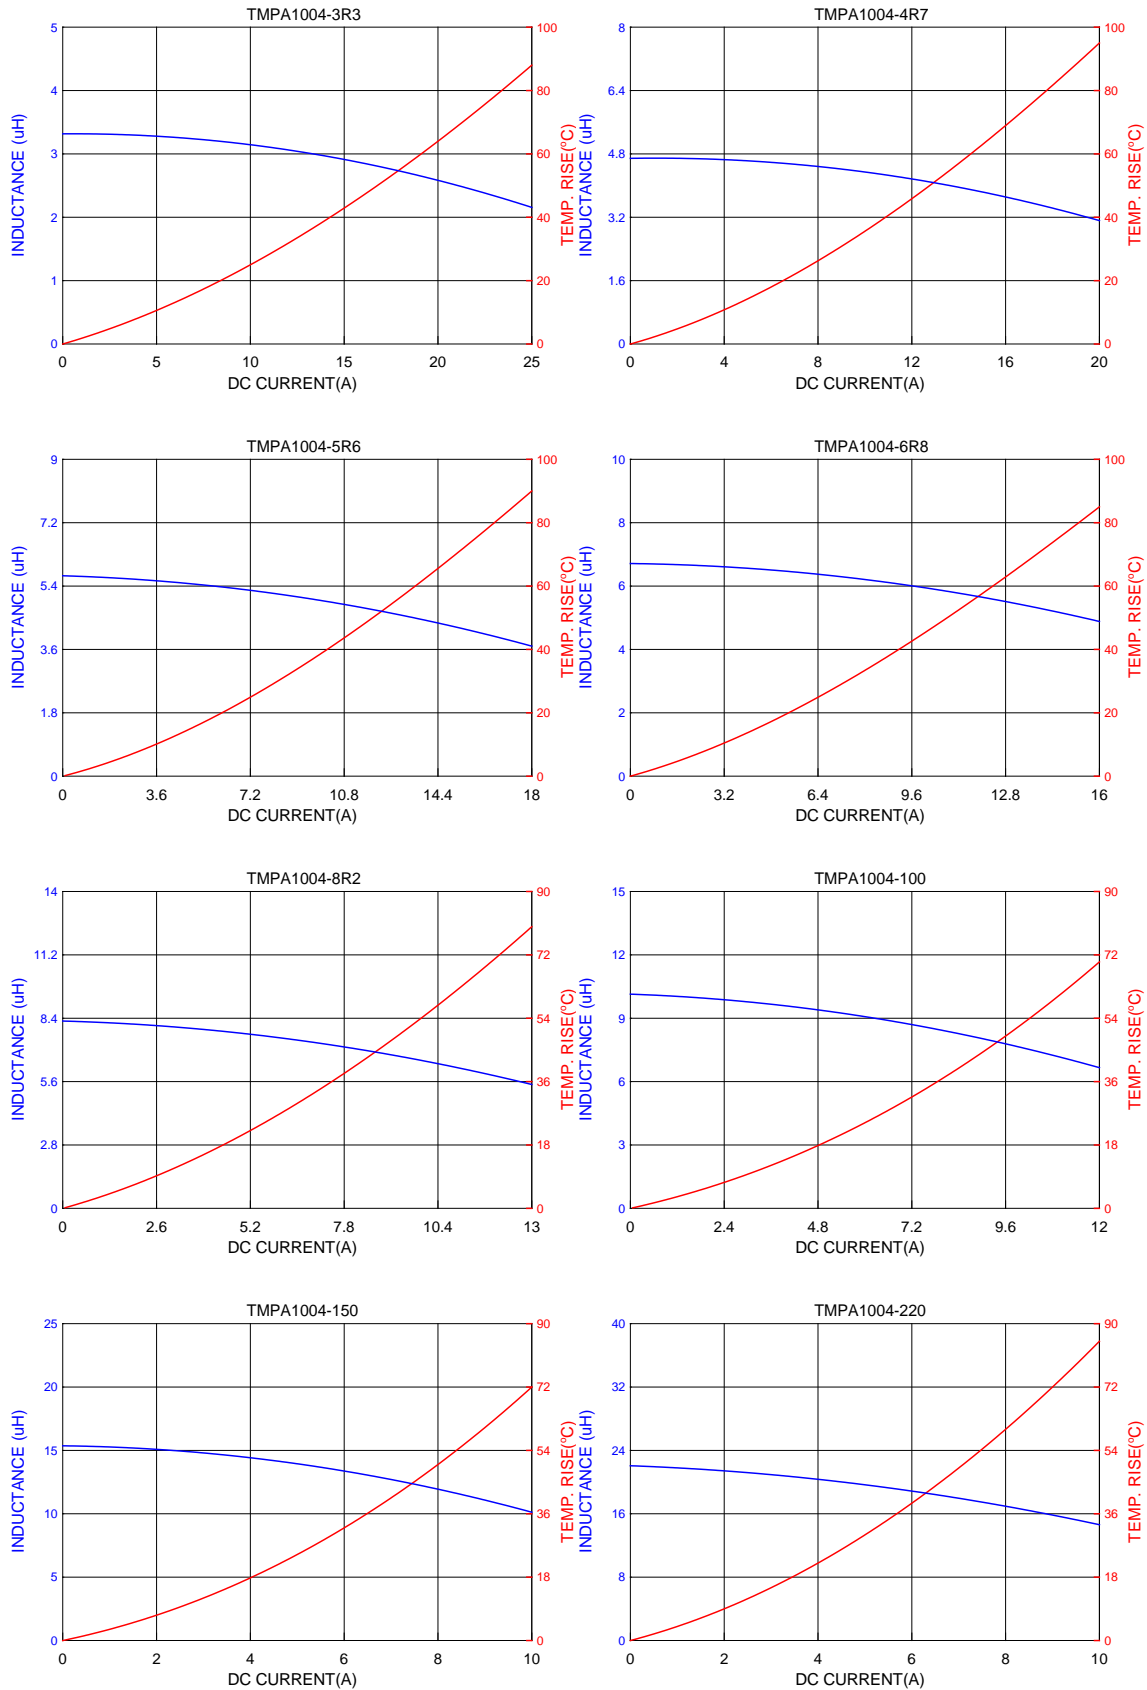 TMPA1004-3R3
INDUCTANCE (uH)
5
4
3
2
1
0
100
80
60
40
20
0
TEMP. RISE(ºC)
0 5 10 15 20 25
DC CURRENT(A)
TMPA1004-4R7
INDUCTANCE (uH)
8
6.4
4.8
3.2
1.6
0
100
80
60
40
20
0
TEMP. RISE(ºC)
0 4 8 12 16 20
DC CURRENT(A)
TMPA1004-5R6
INDUCTANCE (uH)
9
7.2
5.4
3.6
1.8
0
100
80
60
40
20
0
TEMP. RISE(ºC)
0 3.6 7.2 10.8 14.4 18
DC CURRENT(A)
TMPA1004-6R8
INDUCTANCE (uH)
10
8
6
4
2
0
100
80
60
40
20
0
TEMP. RISE(ºC)
0 3.2 6.4 9.6 12.8 16
DC CURRENT(A)
TMPA1004-8R2
INDUCTANCE (uH)
14
11.2
8.4
5.6
2.8
0
90
72
54
36
18
0
TEMP. RISE(ºC)
0 2.6 5.2 7.8 10.4 13
DC CURRENT(A)
TMPA1004-100
INDUCTANCE (uH)
15
12
9
6
3
0
90
72
54
36
18
0
TEMP. RISE(ºC)
0 2.4 4.8 7.2 9.6 12
DC CURRENT(A)
TMPA1004-150
INDUCTANCE (uH)
25
20
15
10
5
0
90
72
54
36
18
0
TEMP. RISE(ºC)
0 2 4 6 8 10
DC CURRENT(A)
TMPA1004-220
INDUCTANCE (uH)
40
32
24
16
8
0
90
72
54
36
18
0
TEMP. RISE(ºC)
0 2 4 6 8 10
DC CURRENT(A)